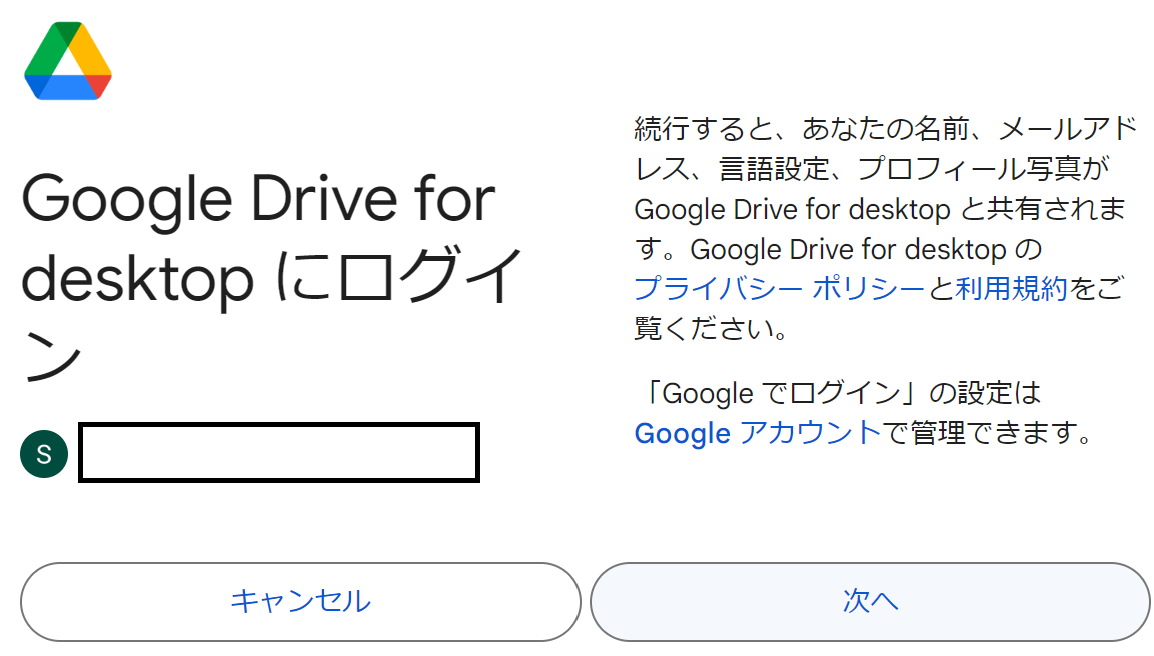 Google Drive for
desktop にログイ
ン
S
続行すると、あなたの名前、メールアド
レス、言語設定、プロフィール写真が
Google Drive for desktop と共有されま
す。Google Drive for desktop の
プライバシー ポリシーと利用規約をご
覧ください。
「Google でログイン」の設定は
Google アカウントで管理できます。
キャンセル
次へ